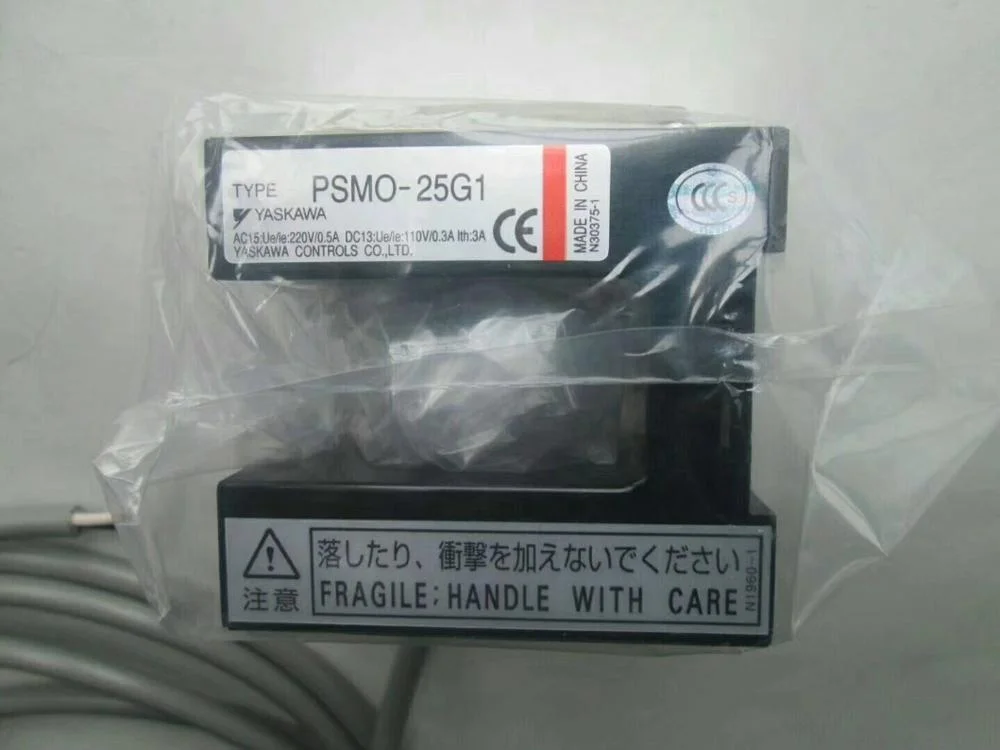 TYPE PSMO-25G1
YASKAWA
AC15:Ue/Ie:220V/0.5A DC13:Ue/Ie:110V/0.3A Ith:3A
YASKAWA CONTROLS CO.,LTD.
CE
MADE IN CHINA
N30375-1
CCC S
注意
落したり、衝撃を加えないでください
FRAGILE; HANDLE WITH CARE
N1960-1